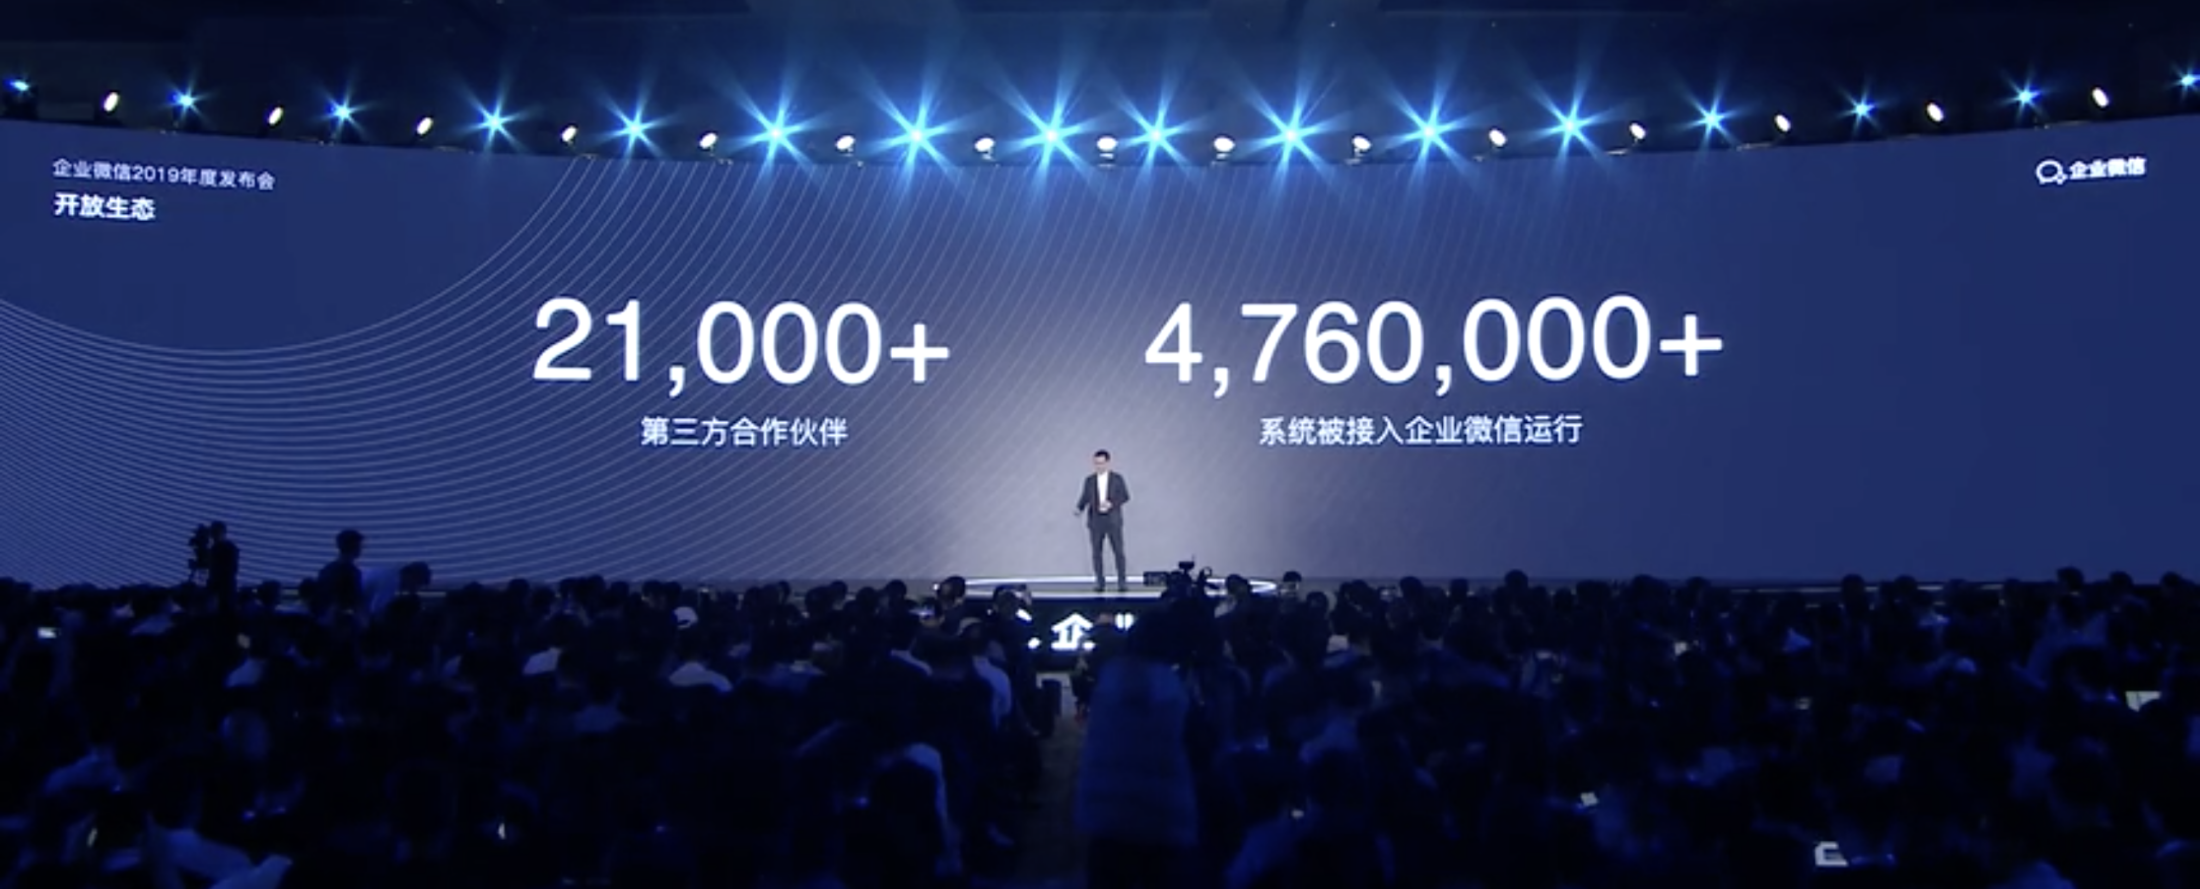 企业微信2019年度发布会
开放生态
企业微信
21,000+
4,760,000+
第三方合作伙伴
系统被接入企业微信运行
企